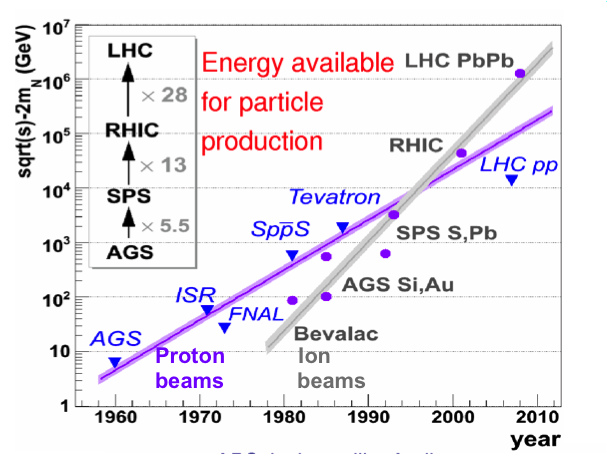 10^7
10^6
10^5
10^4
10^3
10^2
10
1
sqrt(s)-2m_N (GeV)
LHC
× 28
RHIC
× 13
SPS
× 5.5
AGS
Energy available
for particle
production
LHC PbPb
RHIC
LHC pp
Tevatron
Spp̅S
SPS S,Pb
AGS Si,Au
ISR
FNAL
AGS
Bevalac
Proton
beams
Ion
beams
1960 1970 1980 1990 2000 2010
year